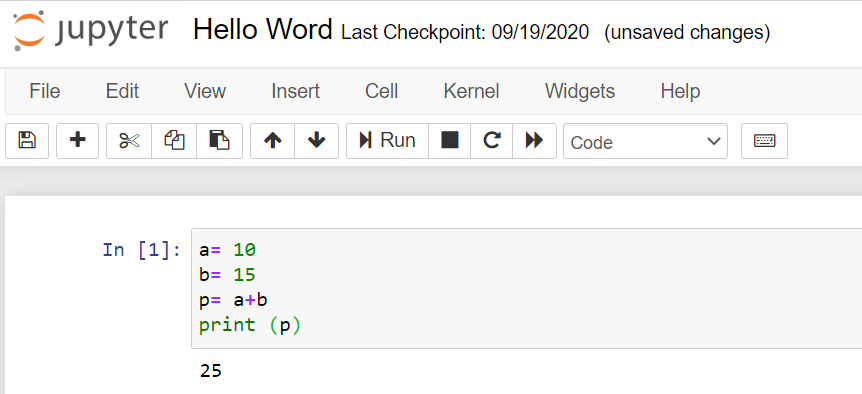 jupyter Hello Word Last Checkpoint: 09/19/2020 (unsaved changes)
File Edit View Insert Cell Kernel Widgets Help
Run Code
In [1]: a= 10
b= 15
p= a+b
print (p)
25